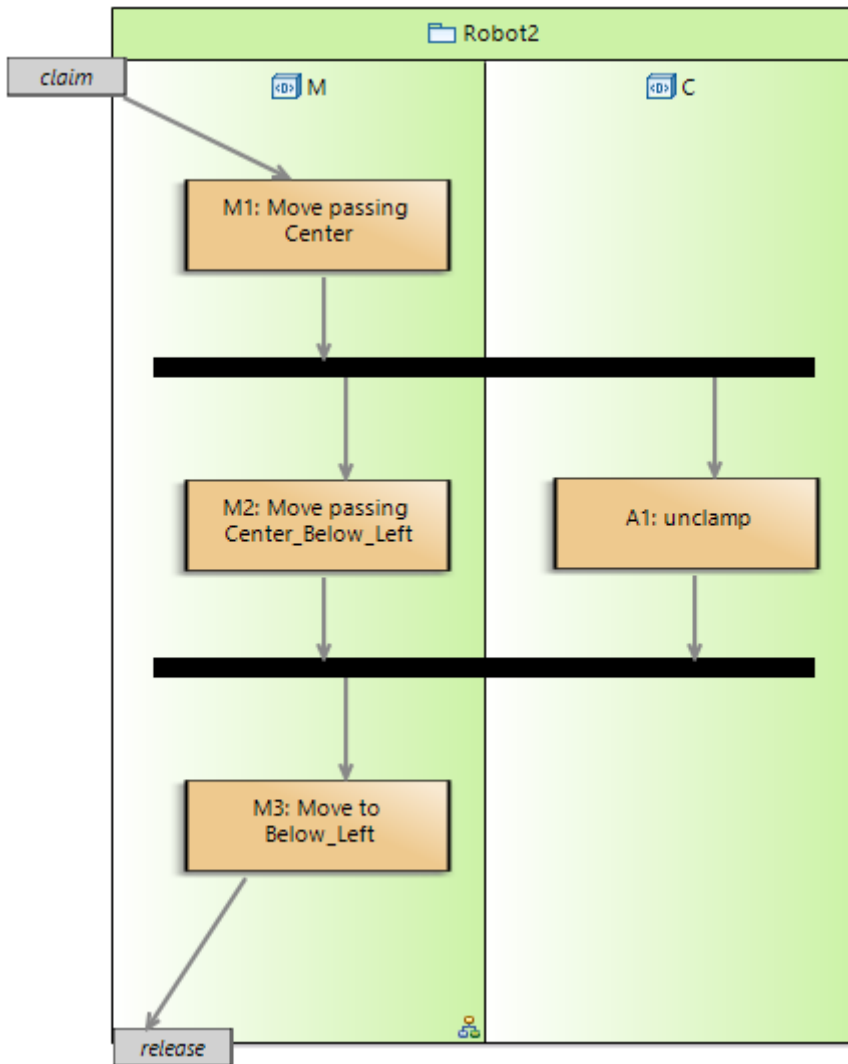 Robot2
claim
M
C
M1: Move passing
Center
M2: Move passing
Center_Below_Left
A1: unclamp
M3: Move to
Below_Left
release